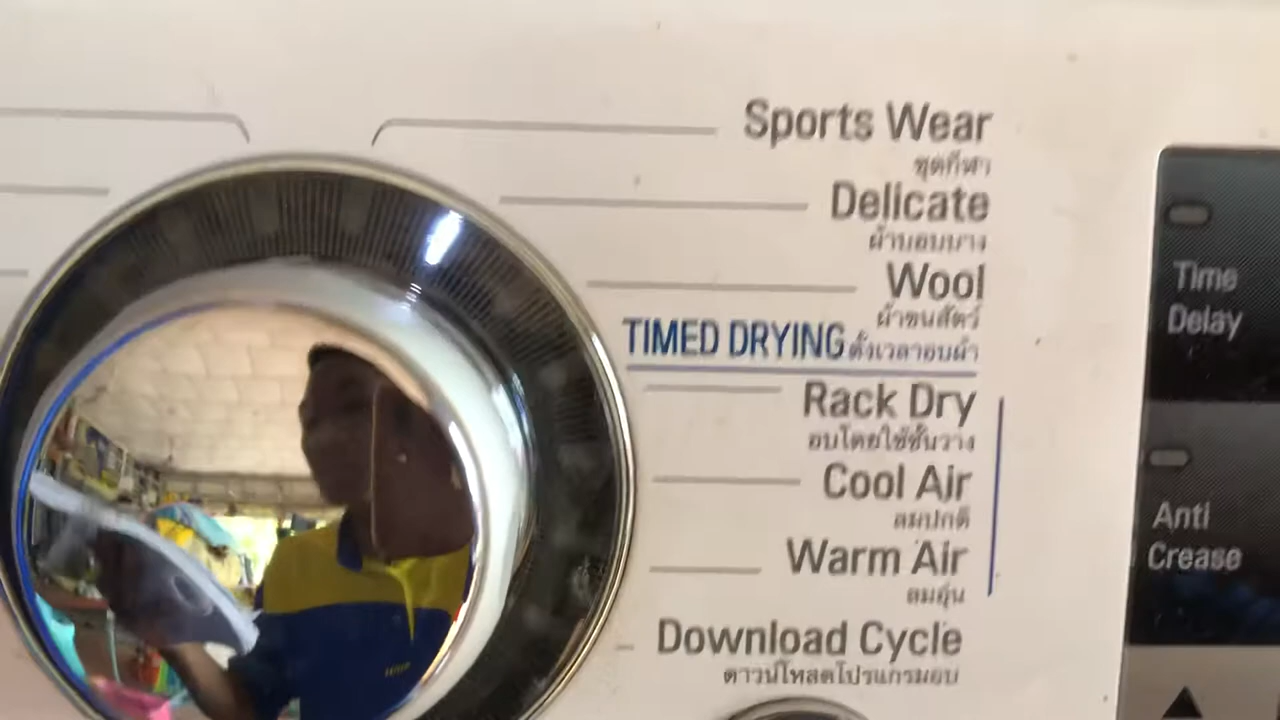 Sports Wear
ชุดกีฬา
Delicate
ผ้าบอบบาง
Wool
ผ้าขนสัตว์
TIMED DRYING ตั้งเวลาอบผ้า
Rack Dry
อบโดยใช้ชั้นวาง
Cool Air
ลมปกติ
Warm Air
ลมอุ่น
Download Cycle
ดาวน์โหลดโปรแกรมอบ
Time
Delay
Anti
Crease